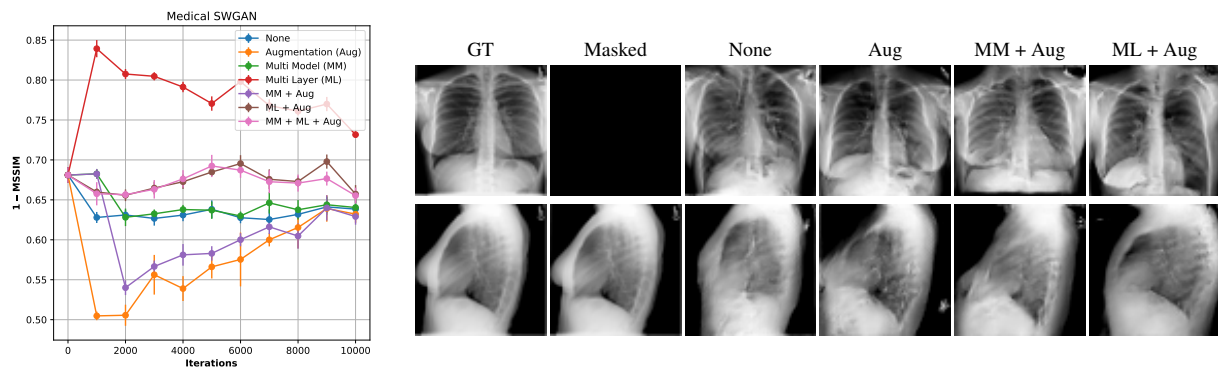 Medical SWGAN
1 − MSSIM
0.85
0.80
0.75
0.70
0.65
0.60
0.55
0.50
None
Augmentation (Aug)
Multi Model (MM)
Multi Layer (ML)
MM + Aug
ML + Aug
MM + ML + Aug
0
2000
4000
6000
8000
10000
Iterations
GT Masked None Aug MM + Aug ML + Aug